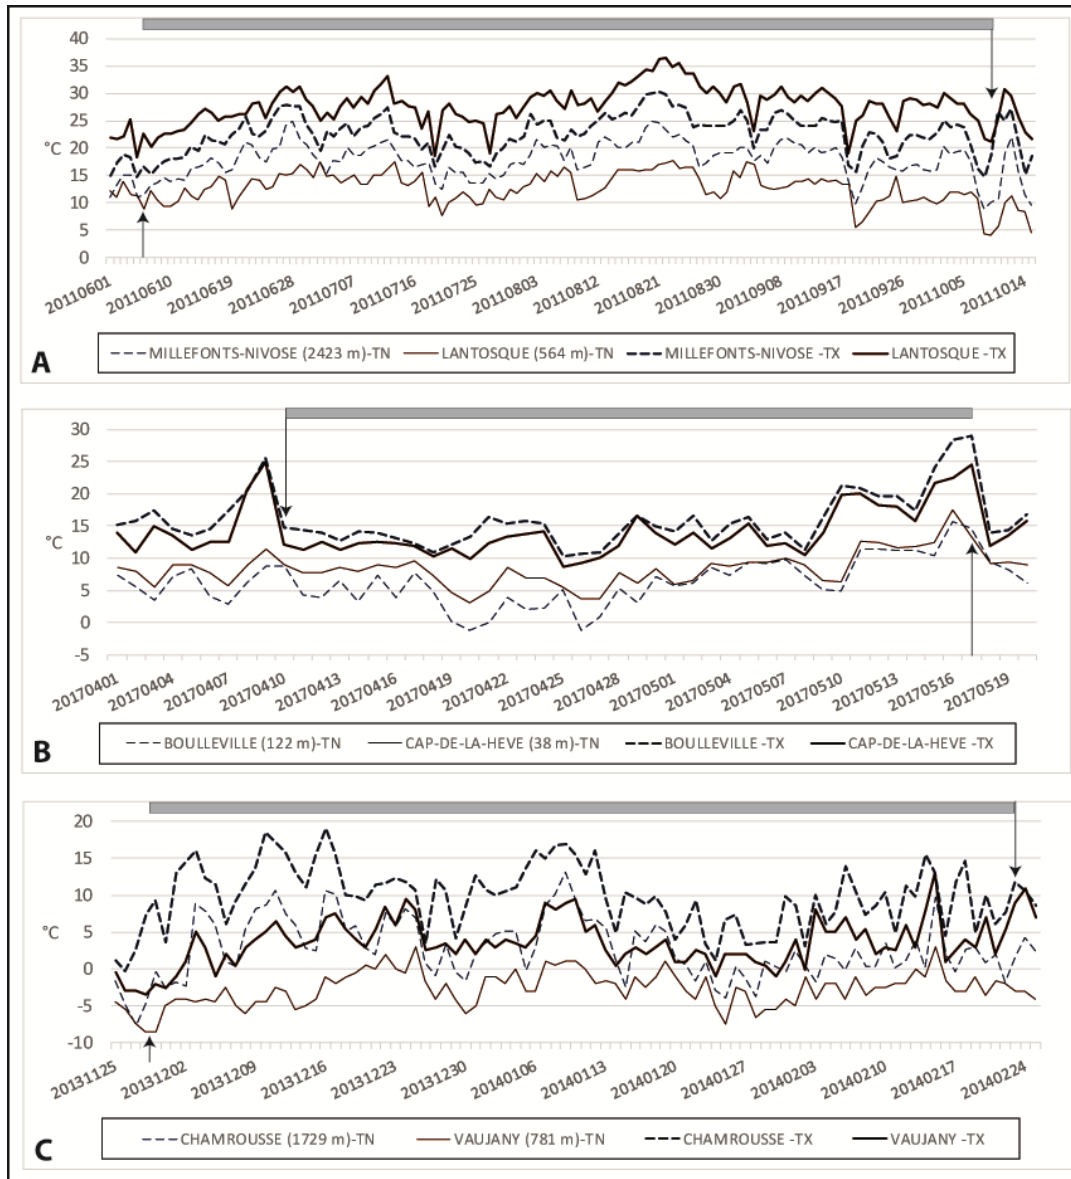 40
35
30
25
°C
20
15
10
5
0
20110601 20110610 20110619 20110628 20110707 20110716 20110725 20110803 20110812 20110821 20110830 20110908 20110917 20110926 20111005 20111014
MILLEFONTS-NIVOSE (2423 m)-TN LANTOSQUE (564 m)-TN MILLEFONTS-NIVOSE -TX LANTOSQUE -TX
A
30
25
20
15
°C
10
5
0
-5
20170401 20170404 20170407 20170410 20170413 20170416 20170419 20170422 20170425 20170428 20170501 20170504 20170507 20170510 20170513 20170516 20170519
BOULLEVILLE (122 m)-TN CAP-DE-LA-HEVE (38 m)-TN BOULLEVILLE -TX CAP-DE-LA-HEVE -TX
B
20
15
10
°C
5
0
-5
-10
20131125 20131202 20131209 20131216 20131223 20131230 20140106 20140113 20140120 20140127 20140203 20140210 20140217 20140224
CHAMROUSSE (1729 m)-TN VAUJANY (781 m)-TN CHAMROUSSE -TX VAUJANY -TX
C